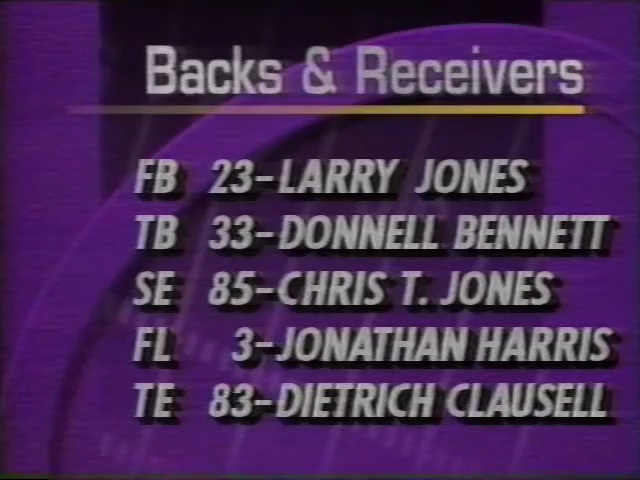 Backs & Receivers
FB 23-LARRY JONES
TB 33-DONNELL BENNETT
SE 85-CHRIS T. JONES
FL 3-JONATHAN HARRIS
TE 83-DIETRICH CLAUSELL